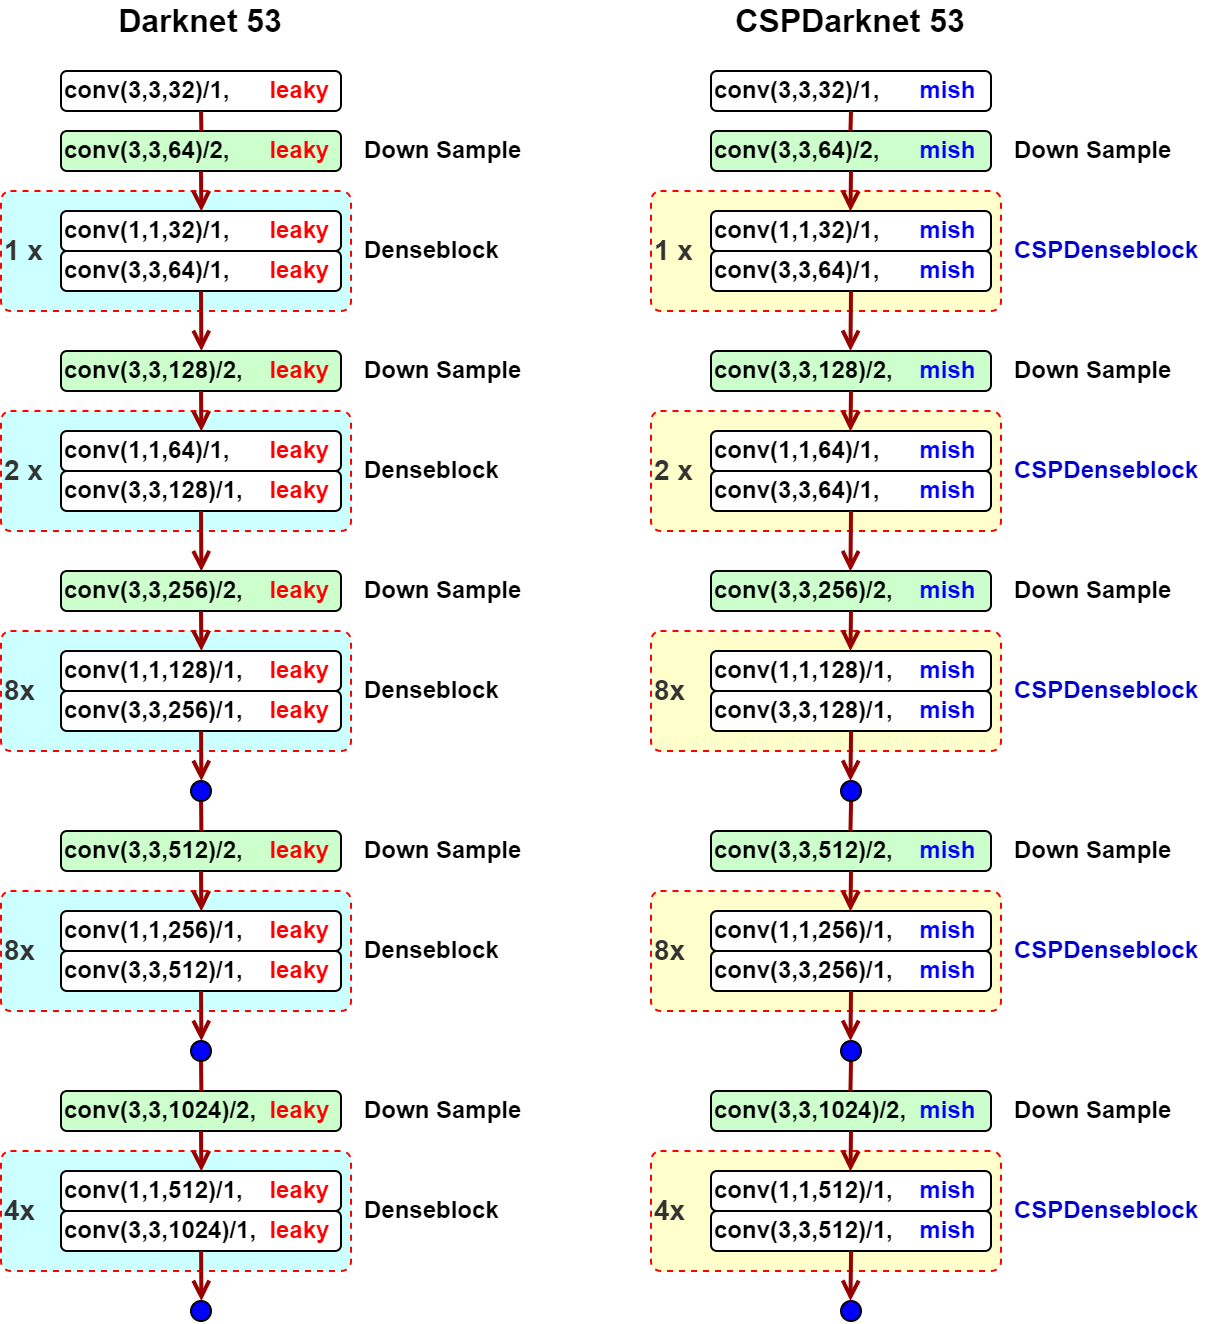 Darknet 53
conv(3,3,32)/1, leaky
conv(3,3,64)/2, leaky Down Sample
1 x
conv(1,1,32)/1, leaky
conv(3,3,64)/1, leaky
Denseblock
conv(3,3,128)/2, leaky Down Sample
2 x
conv(1,1,64)/1, leaky
conv(3,3,128)/1, leaky
Denseblock
conv(3,3,256)/2, leaky Down Sample
8x
conv(1,1,128)/1, leaky
conv(3,3,256)/1, leaky
Denseblock
conv(3,3,512)/2, leaky Down Sample
8x
conv(1,1,256)/1, leaky
conv(3,3,512)/1, leaky
Denseblock
conv(3,3,1024)/2, leaky Down Sample
4x
conv(1,1,512)/1, leaky
conv(3,3,1024)/1, leaky
Denseblock
CSPDarknet 53
conv(3,3,32)/1, mish
conv(3,3,64)/2, mish Down Sample
1 x
conv(1,1,32)/1, mish
conv(3,3,64)/1, mish
CSPDenseblock
conv(3,3,128)/2, mish Down Sample
2 x
conv(1,1,64)/1, mish
conv(3,3,64)/1, mish
CSPDenseblock
conv(3,3,256)/2, mish Down Sample
8x
conv(1,1,128)/1, mish
conv(3,3,128)/1, mish
CSPDenseblock
conv(3,3,512)/2, mish Down Sample
8x
conv(1,1,256)/1, mish
conv(3,3,256)/1, mish
CSPDenseblock
conv(3,3,1024)/2, mish Down Sample
4x
conv(1,1,512)/1, mish
conv(3,3,512)/1, mish
CSPDenseblock